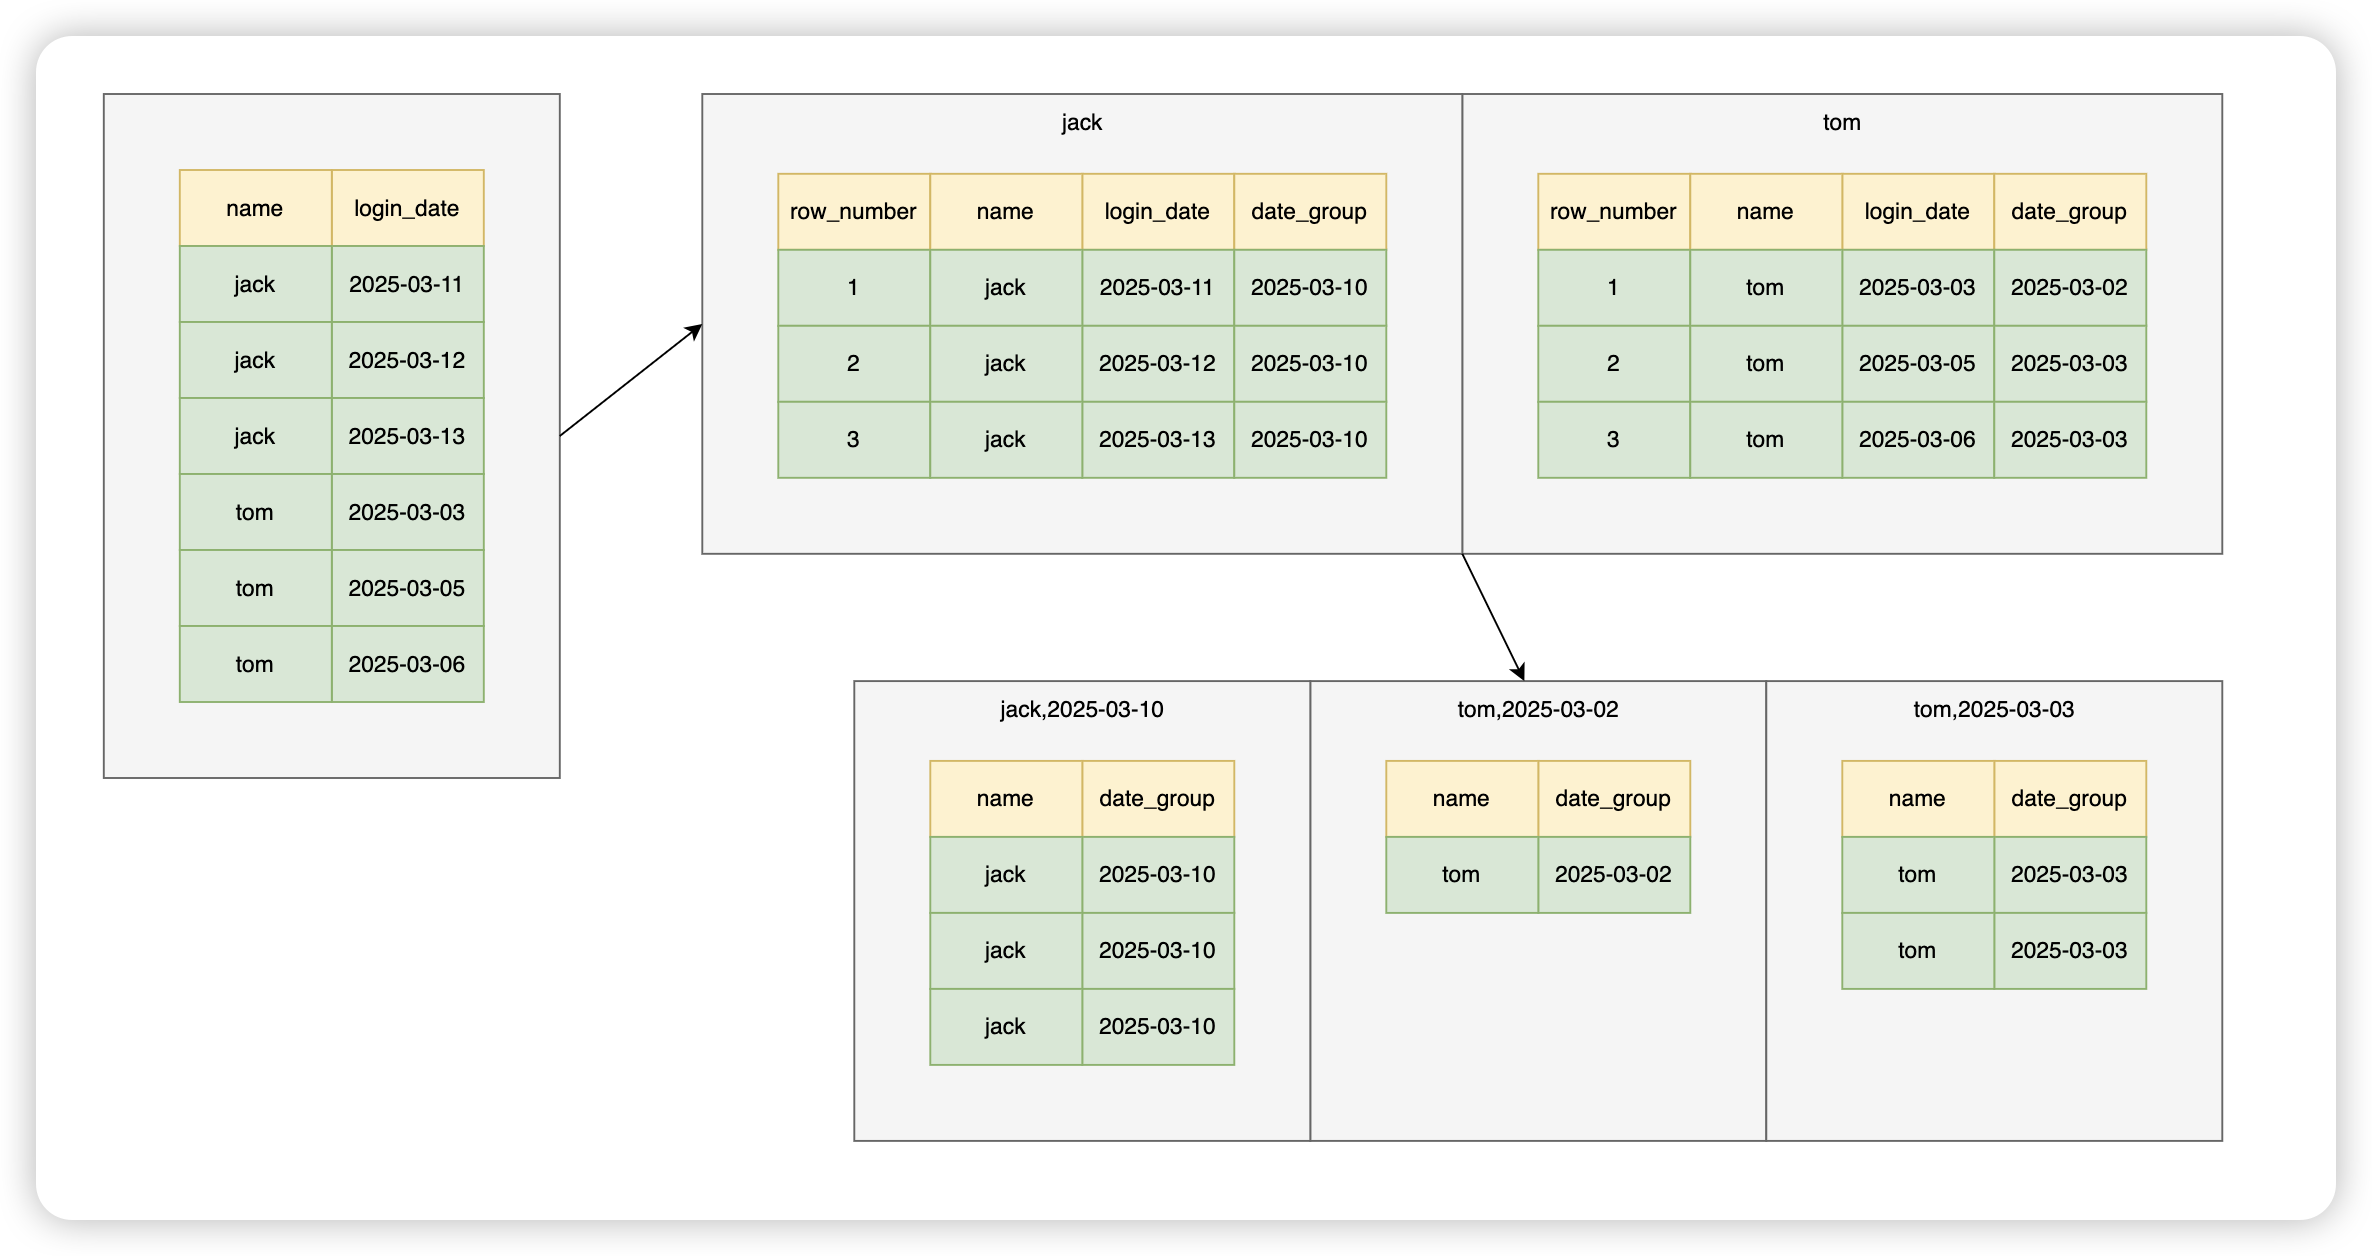 name login_date
jack 2025-03-11
jack 2025-03-12
jack 2025-03-13
tom 2025-03-03
tom 2025-03-05
tom 2025-03-06
jack
row_number name login_date date_group
1 jack 2025-03-11 2025-03-10
2 jack 2025-03-12 2025-03-10
3 jack 2025-03-13 2025-03-10
tom
row_number name login_date date_group
1 tom 2025-03-03 2025-03-02
2 tom 2025-03-05 2025-03-03
3 tom 2025-03-06 2025-03-03
jack,2025-03-10
name date_group
jack 2025-03-10
jack 2025-03-10
jack 2025-03-10
tom,2025-03-02
name date_group
tom 2025-03-02
tom,2025-03-03
name date_group
tom 2025-03-03
tom 2025-03-03